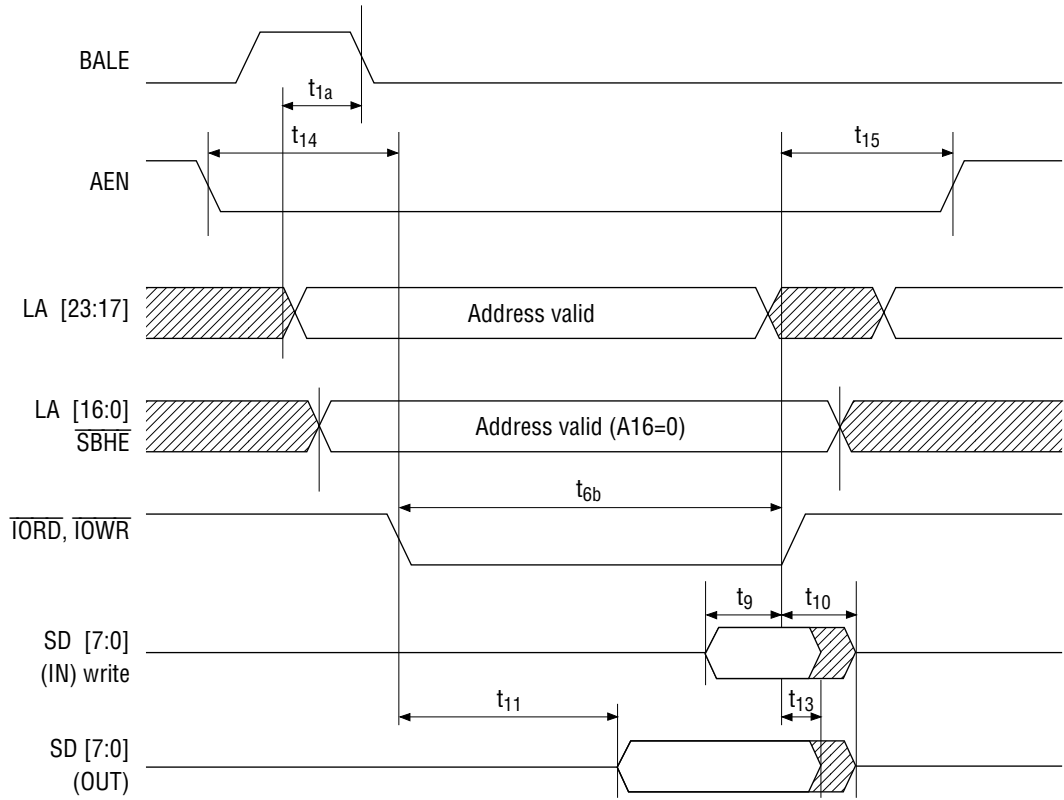 BALE
t1a
t14
t15
AEN
LA [23:17]
Address valid
LA [16:0]
SBHE
Address valid (A16=0)
t6b
IORD, IOWR
t9
t10
SD [7:0]
(IN) write
t13
t11
SD [7:0]
(OUT)